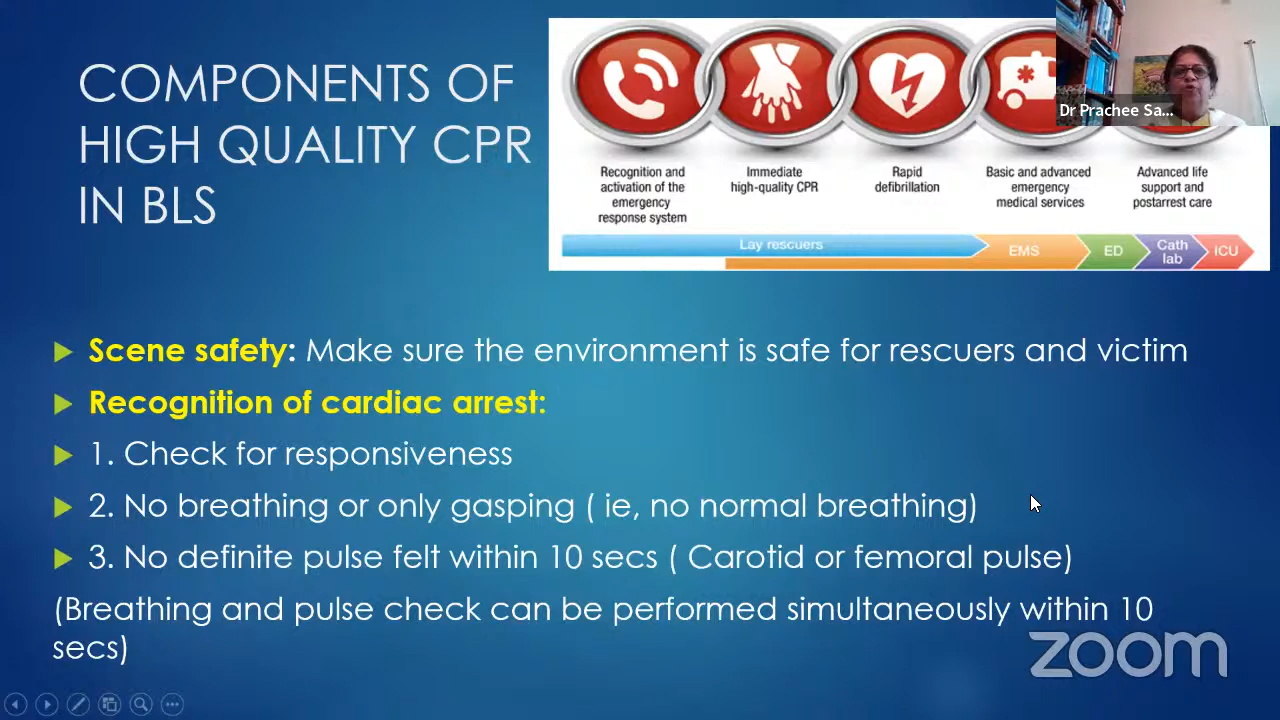 COMPONENTS OF
HIGH QUALITY CPR
IN BLS
Dr Prachee Sa...
Recognition and
activation of the
emergency
response system
Immediate
high-quality CPR
Rapid
defibrillation
Basic and advanced
emergency
medical services
Advanced life
support and
postarrest care
Lay rescuers
EMS
ED
Cath
lab
ICU
Scene safety: Make sure the environment is safe for rescuers and victim
Recognition of cardiac arrest:
1. Check for responsiveness
2. No breathing or only gasping ( ie, no normal breathing)
3. No definite pulse felt within 10 secs ( Carotid or femoral pulse)
(Breathing and pulse check can be performed simultaneously within 10
secs)
zoom